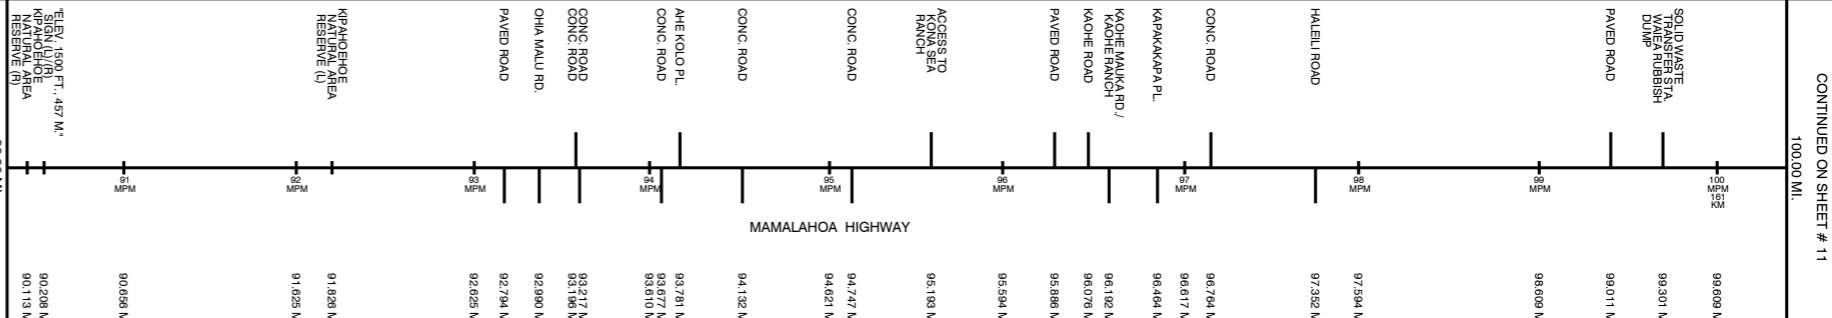 "ELEV. 1500 FT., 457 M."
SIGN (L)/(R)
KIPAHOEHOE
NATURAL AREA
RESERVE (R)
KIPAHOEHOE
NATURAL AREA
RESERVE (L)
PAVED ROAD
OHIA MALU RD.
CONC. ROAD
CONC. ROAD
CONC. ROAD
AHE KOLO PL.
CONC. ROAD
CONC. ROAD
ACCESS TO
KONA SEA
RANCH
PAVED ROAD
KAOHE ROAD
KAOHE MAUKA RD./
KAOHE RANCH
KAPAKAKAPA PL.
CONC. ROAD
HALEILI ROAD
PAVED ROAD
SOLID WASTE
TRANSFER STA.
WAIEA RUBBISH
DUMP
CONTINUED ON SHEET # 11
100.00 MI.
91
MPM
92
MPM
93
MPM
94
MPM
95
MPM
96
MPM
97
MPM
98
MPM
99
MPM
100
MPM
161
KM
MAMALAHOA HIGHWAY
90.113 M
90.208 M
90.656 M
91.625 M
91.826 M
92.625 M
92.794 M
92.990 M
93.196 M
93.217 M
93.610 M
93.677 M
93.781 M
94.132 M
94.621 M
94.747 M
95.193 M
95.594 M
95.886 M
96.076 M
96.192 M
96.464 M
96.617 M
96.764 M
97.352 M
97.594 M
98.609 M
99.011 M
99.301 M
99.609 M